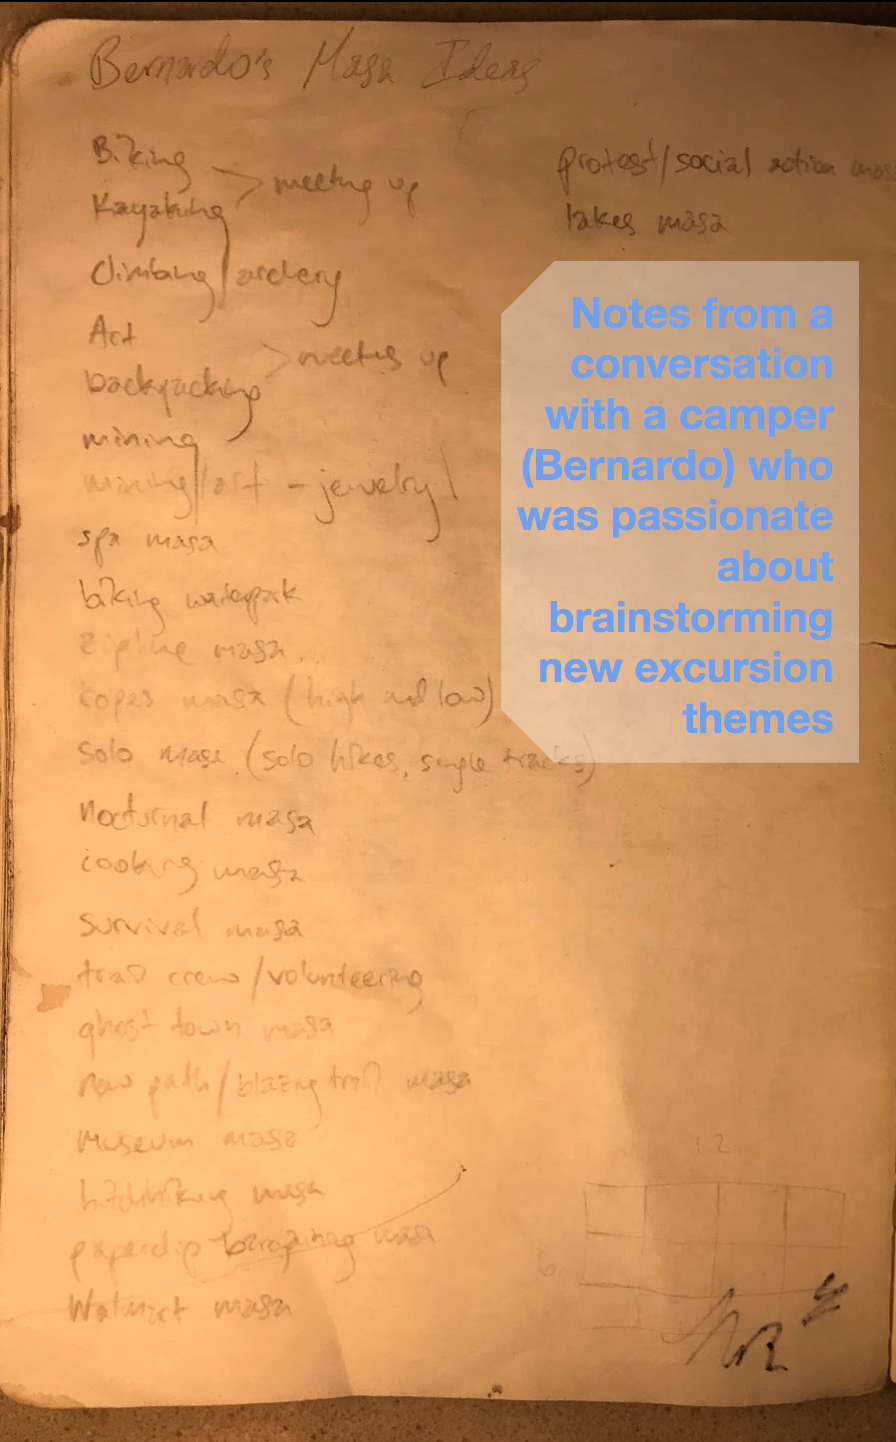 Bernardo's Masa Ideas
Biking
Kayaking
> meeting up
Climbing/archery
Art
backpacking
> meeting up
mining
mining/art - jewelry
spa masa
biking waterpark
zipline masa
ropes masa (high and low)
Solo masa (solo hikes, single tracks)
Nocturnal masa
cooking masa
Survival masa
trail crew/volunteering
ghost town masa
new path/blazing trail masa
Museum masa
hitchhiking masa
paperclip masa
Walmart masa
protest/social action masa
lakes masa
Notes from a
conversation
with a camper
(Bernardo) who
was passionate
about
brainstorming
new excursion
themes
12
6